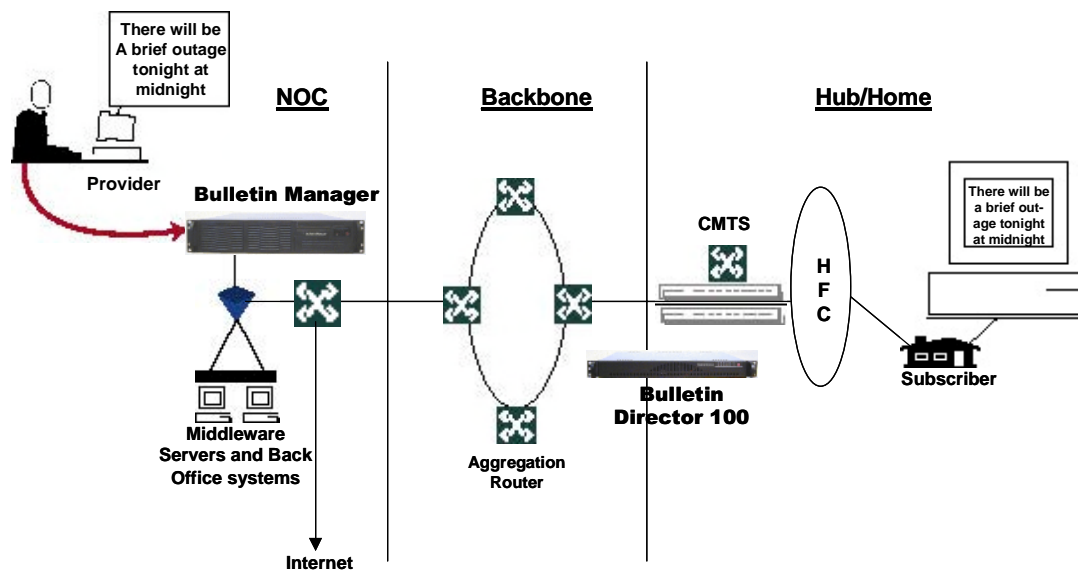 There will be
A brief outage
tonight at
midnight
NOC
Backbone
Hub/Home
Provider
Bulletin Manager
CMTS
There will be
a brief out-
age tonight
at midnight
H
F
C
Subscriber
Bulletin
Director 100
Middleware
Servers and Back
Office systems
Aggregation
Router
Internet